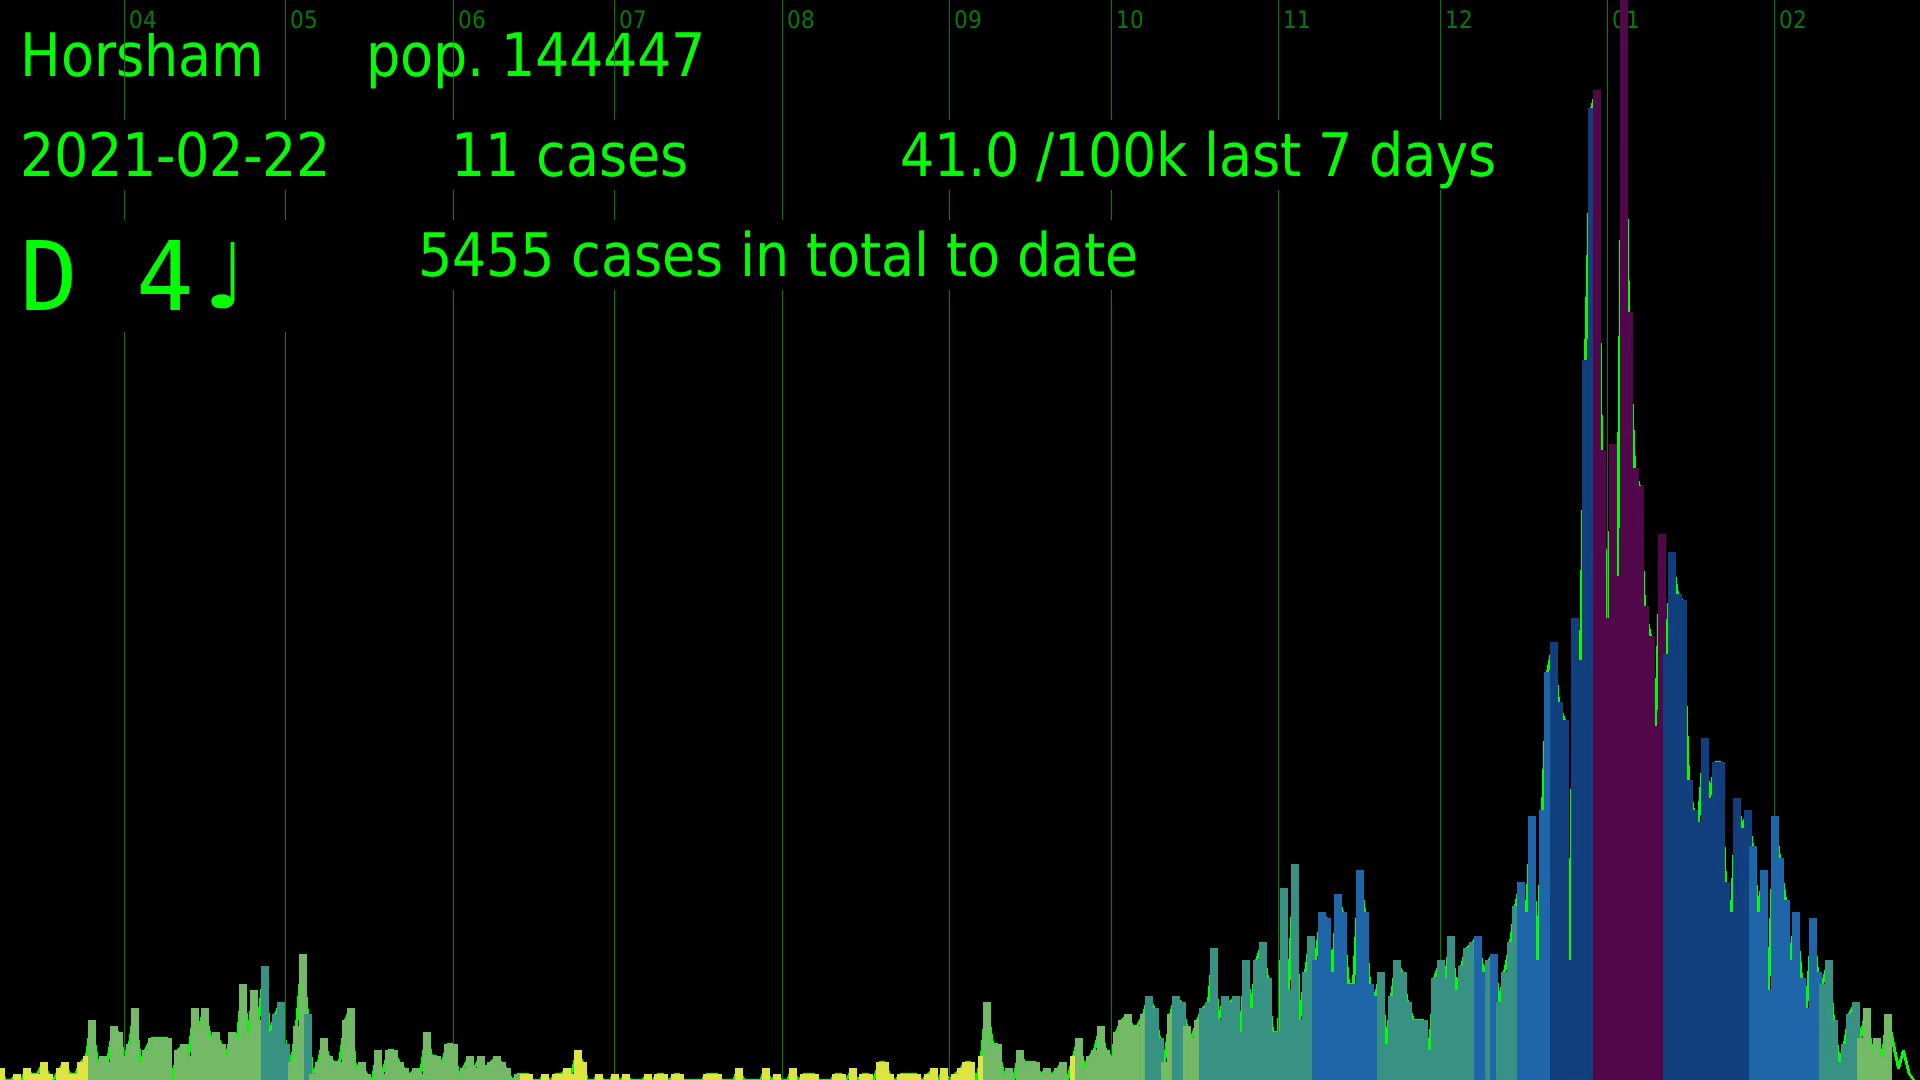 04 05 06 07 08 09 10 11 12 01 02
Horsham pop. 144447
2021-02-22 11 cases 41.0 /100k last 7 days
D 4♩ 5455 cases in total to date